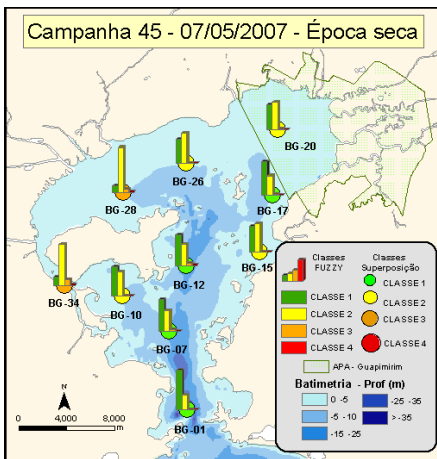 Campanha 45 - 07/05/2007 - Época seca
BG -20
BG -26
BG -28
BG -17
BG -15
BG -12
BG -34
BG -10
BG-07
BG-01
N
0 4,000 8,000
m
Classes FUZZY
CLASSE 1
CLASSE 2
CLASSE 3
CLASSE 4
Classes Superposição
CLASSE 1
CLASSE 2
CLASSE 3
CLASSE 4
APA - Guapimirim
Batimetria - Prof (m)
0 -5
-5 -10
-15 -25
-25 -35
>-35